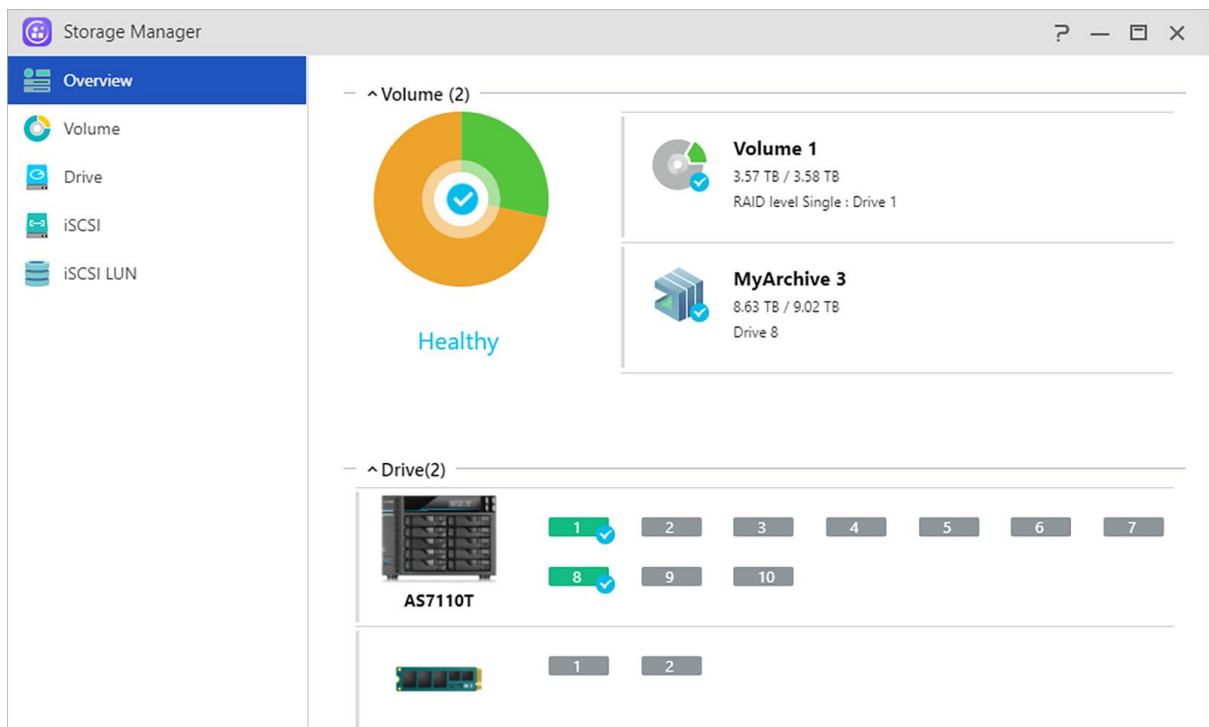 Storage Manager
Overview
Volume
Drive
iSCSI
iSCSI LUN
Volume (2)
Healthy
Volume 1
3.57 TB / 3.58 TB
RAID level Single : Drive 1
MyArchive 3
8.63 TB / 9.02 TB
Drive 8
Drive(2)
AS7110T
1 2 3 4 5 6 7
8 9 10
1 2